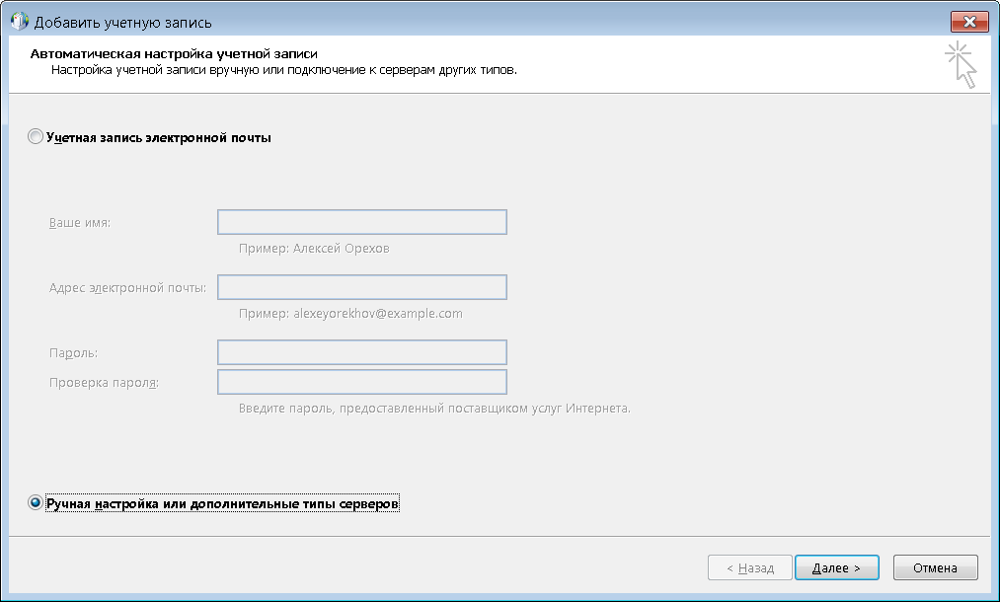 Добавить учетную запись
Автоматическая настройка учетной записи
Настройка учетной записи вручную или подключение к серверам других типов.
Учетная запись электронной почты
Ваше имя:
Пример: Алексей Орехов
Адрес электронной почты:
Пример: alexeyorekhov@example.com
Пароль:
Проверка пароля:
Введите пароль, предоставленный поставщиком услуг Интернета.
Ручная настройка или дополнительные типы серверов
< Назад Далее > Отмена